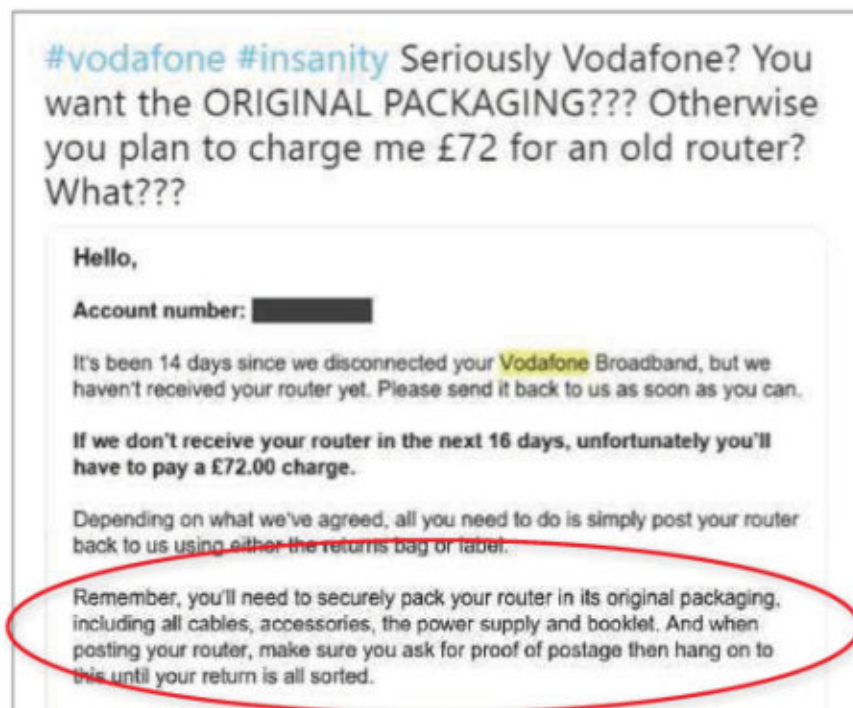 #vodafone #insanity Seriously Vodafone? You
want the ORIGINAL PACKAGING??? Otherwise
you plan to charge me £72 for an old router?
What???
Hello,
Account number:
It's been 14 days since we disconnected your Vodafone Broadband, but we
haven't received your router yet. Please send it back to us as soon as you can.
If we don't receive your router in the next 16 days, unfortunately you'll
have to pay a £72.00 charge.
Depending on what we've agreed, all you need to do is simply post your router
back to us using either the returns bag or label.
Remember, you'll need to securely pack your router in its original packaging,
including all cables, accessories, the power supply and booklet. And when
posting your router, make sure you ask for proof of postage then hang on to
this until your return is all sorted.